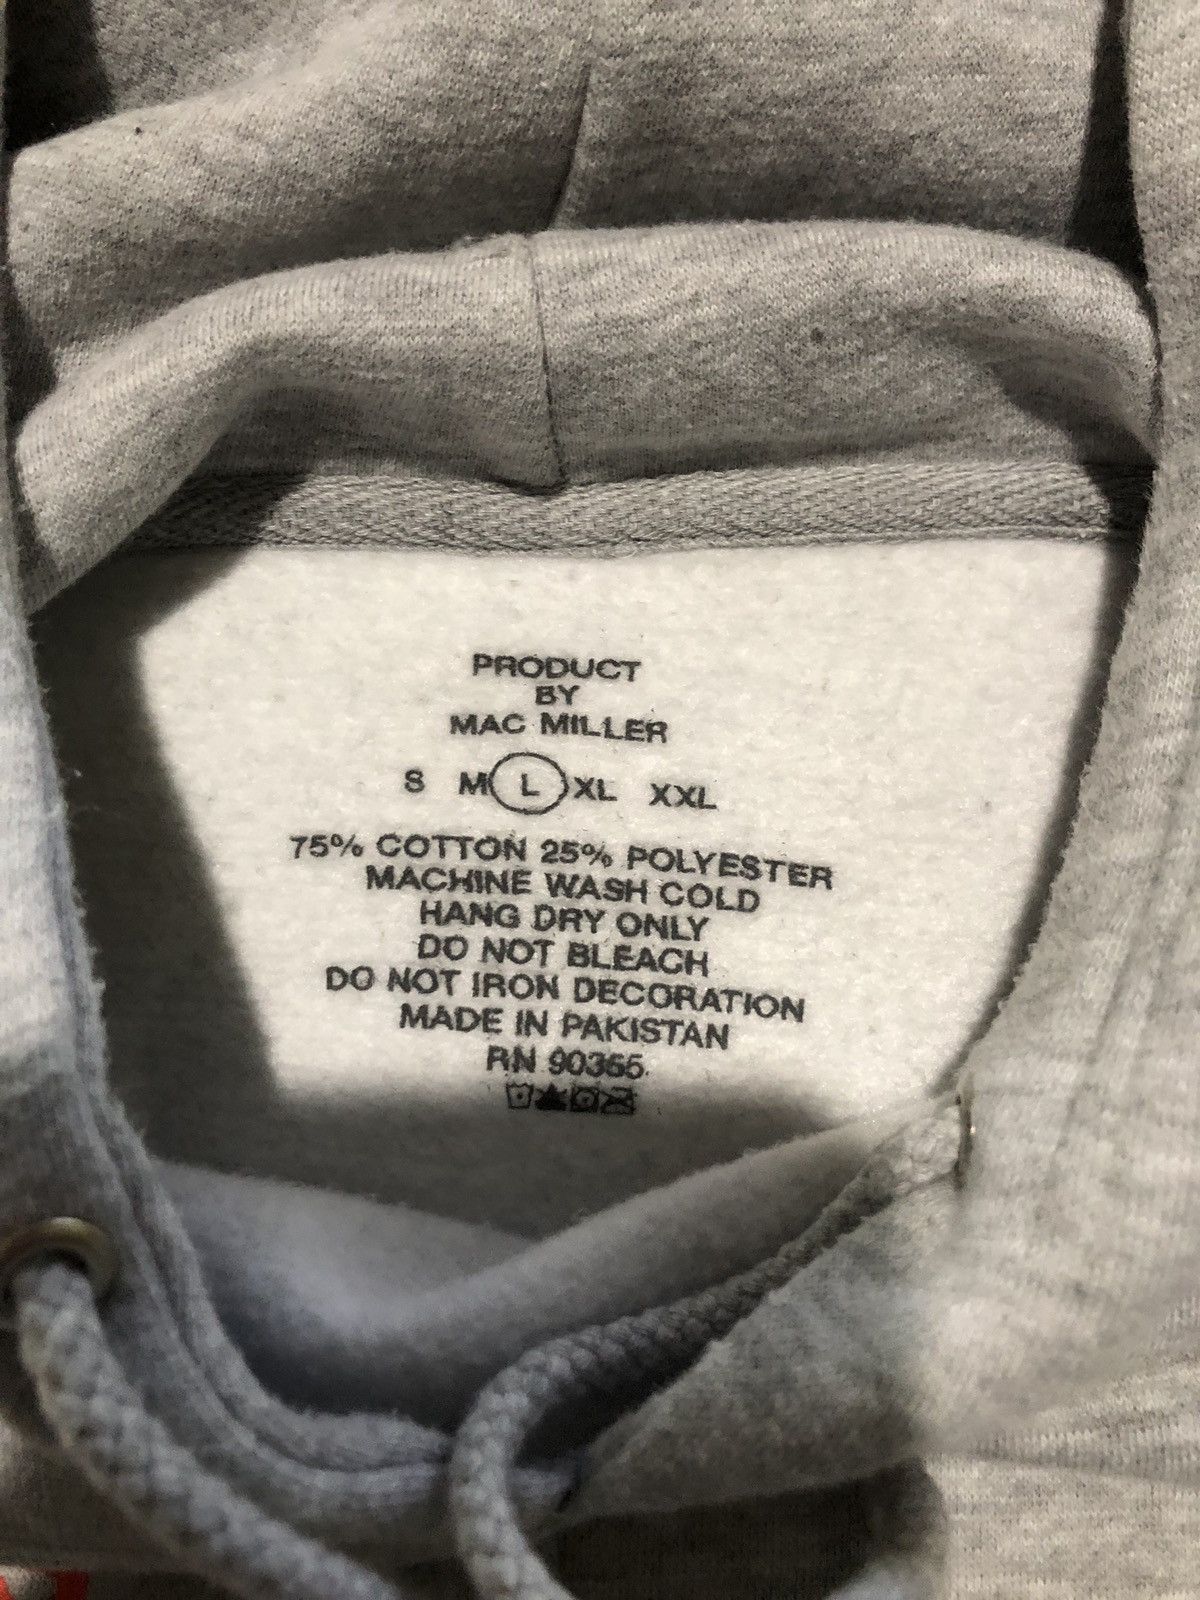 PRODUCT
BY
MAC MILLER
S M L XL XXL
75% COTTON 25% POLYESTER
MACHINE WASH COLD
HANG DRY ONLY
DO NOT BLEACH
DO NOT IRON DECORATION
MADE IN PAKISTAN
RN 90355